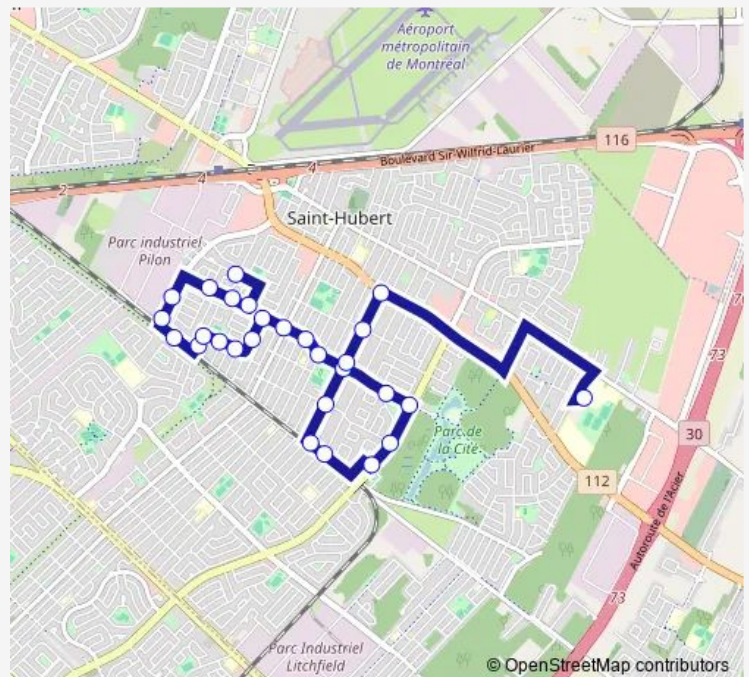 Aéroport
métropolitain
de Montréal
116
Boulevard Sir-Wilfrid-Laurier
4
4
2
Saint-Hubert
Parc industriel
Pilon
73
Parc de
la Cité
30
112
Autoroute de l'Acier
73
Parc Industriel
Litchfield
© OpenStreetMap contributors